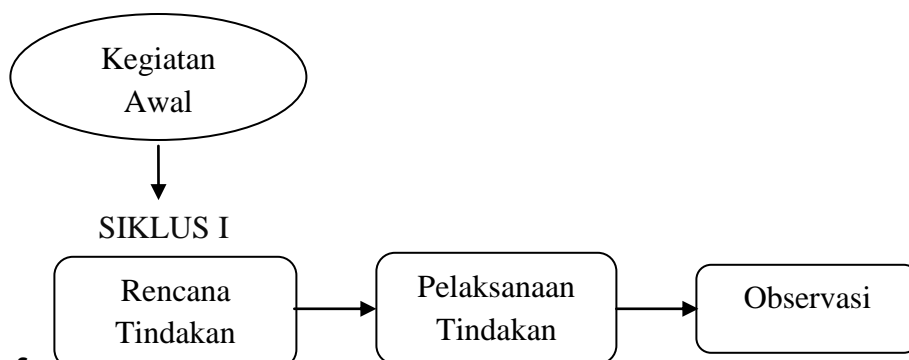 Kegiatan
Awal
SIKLUS I
Rencana
Tindakan
Pelaksanaan
Tindakan
Observasi